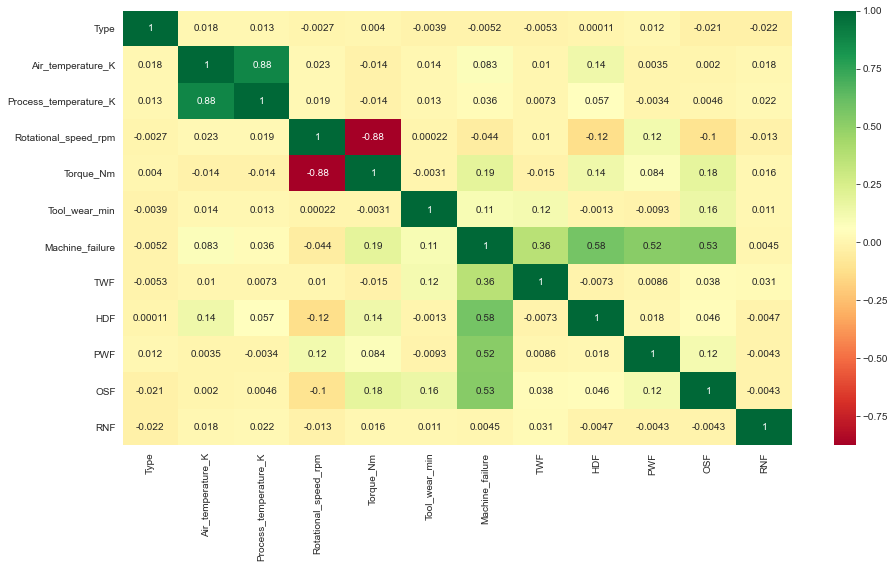 Type 1 0.018 0.013 -0.0027 0.004 -0.0039 -0.0052 -0.0053 0.00011 0.012 -0.021 -0.022
Air_temperature_K 0.018 1 0.88 0.023 -0.014 0.014 0.083 0.01 0.14 0.0035 0.002 0.018
Process_temperature_K 0.013 0.88 1 0.019 -0.014 0.013 0.036 0.0073 0.057 -0.0034 0.0046 0.022
Rotational_speed_rpm -0.0027 0.023 0.019 1 -0.88 0.00022 -0.044 0.01 -0.12 0.12 -0.1 -0.013
Torque_Nm 0.004 -0.014 -0.014 -0.88 1 -0.0031 0.19 -0.015 0.14 0.084 0.18 0.016
Tool_wear_min -0.0039 0.014 0.013 0.00022 -0.0031 1 0.11 0.12 -0.0013 -0.0093 0.16 0.011
Machine_failure -0.0052 0.083 0.036 -0.044 0.19 0.11 1 0.36 0.58 0.52 0.53 0.0045
TWF -0.0053 0.01 0.0073 0.01 -0.015 0.12 0.36 1 -0.0073 0.0086 0.038 0.031
HDF 0.00011 0.14 0.057 -0.12 0.14 -0.0013 0.58 -0.0073 1 0.018 0.046 -0.0047
PWF 0.012 0.0035 -0.0034 0.12 0.084 -0.0093 0.52 0.0086 0.018 1 0.12 -0.0043
OSF -0.021 0.002 0.0046 -0.1 0.18 0.16 0.53 0.038 0.046 0.12 1 -0.0043
RNF -0.022 0.018 0.022 -0.013 0.016 0.011 0.0045 0.031 -0.0047 -0.0043 -0.0043 1
Type
Air_temperature_K
Process_temperature_K
Rotational_speed_rpm
Torque_Nm
Tool_wear_min
Machine_failure
TWF
HDF
PWF
OSF
RNF
1.00
0.75
0.50
0.25
0.00
−0.25
−0.50
−0.75